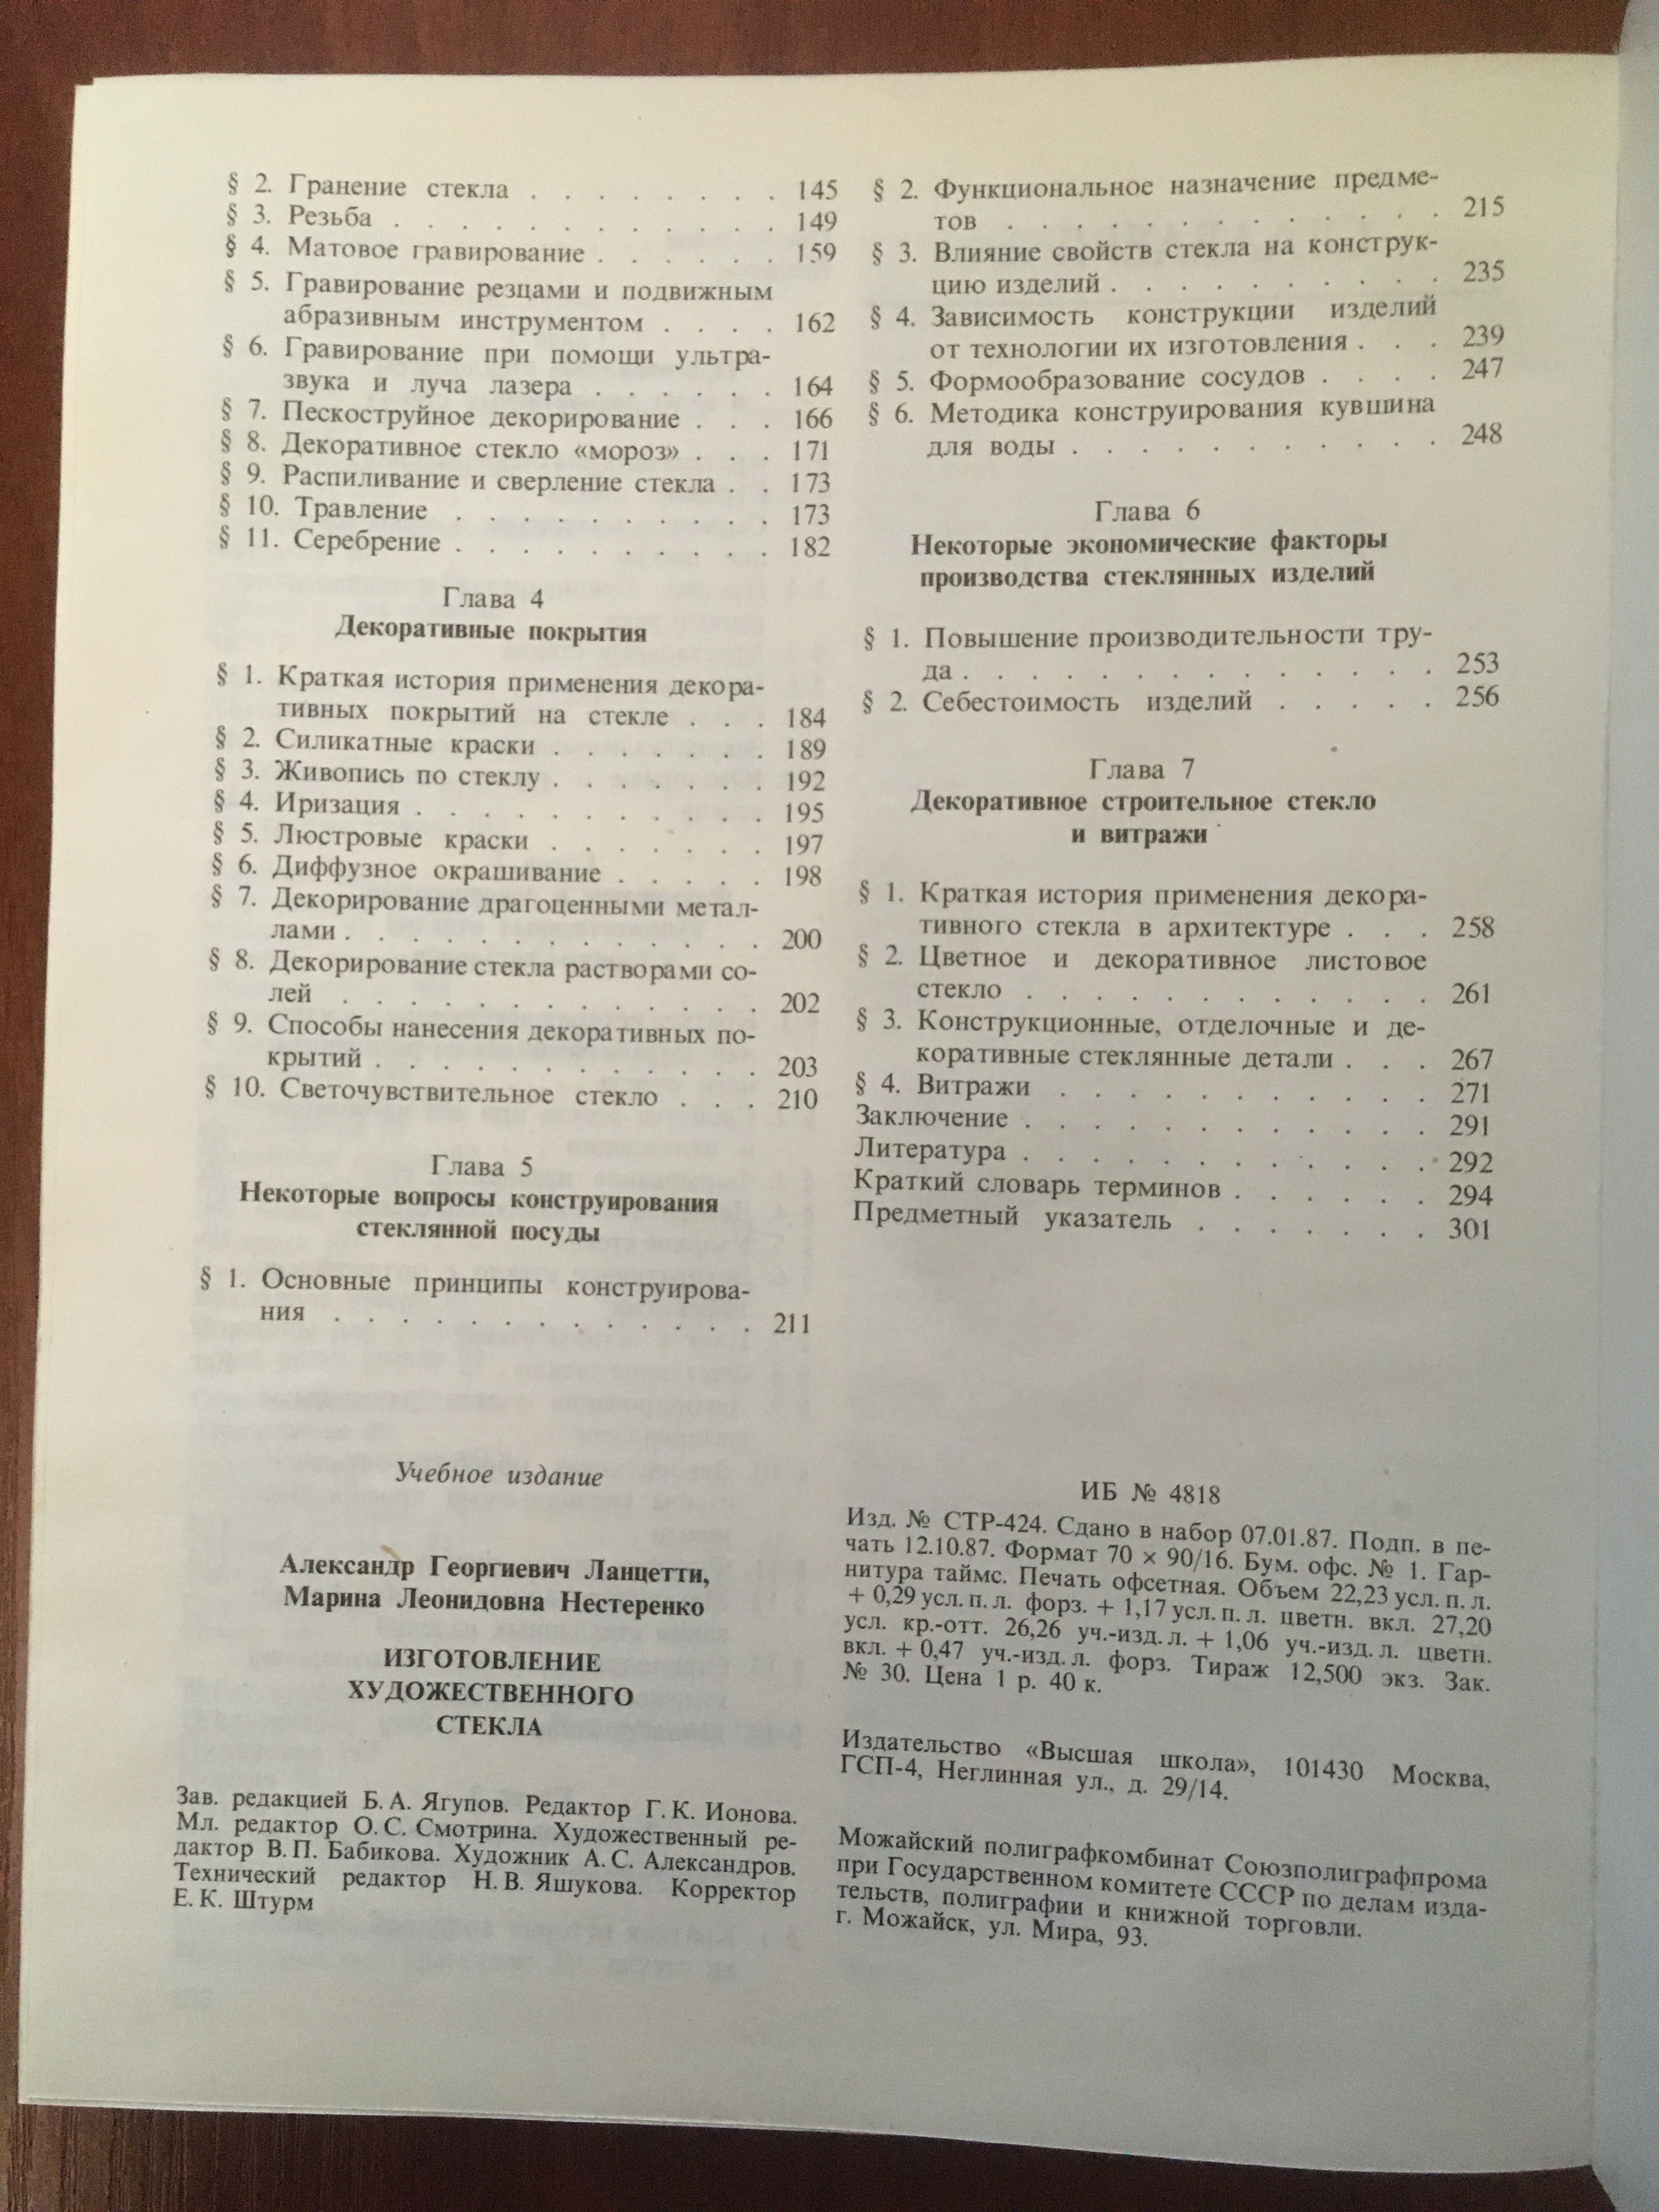 § 2. Гранение стекла . . . . . . . . 145
§ 3. Резьба . . . . . . . . . . . . 149
§ 4. Матовое гравирование . . . . . . 159
§ 5. Гравирование резцами и подвижным
абразивным инструментом . . . . 162
§ 6. Гравирование при помощи ультра-
звука и луча лазера . . . . . . 164
§ 7. Пескоструйное декорирование . . . 166
§ 8. Декоративное стекло «мороз» . . . 171
§ 9. Распиливание и сверление стекла . . 173
§ 10. Травление . . . . . . . . . . . 173
§ 11. Серебрение . . . . . . . . . . . 182
Глава 4
Декоративные покрытия
§ 1. Краткая история применения декора-
тивных покрытий на стекле . . . 184
§ 2. Силикатные краски . . . . . . . 189
§ 3. Живопись по стеклу . . . . . . . 192
§ 4. Иризация . . . . . . . . . . . . 195
§ 5. Люстровые краски . . . . . . . 197
§ 6. Диффузное окрашивание . . . . . 198
§ 7. Декорирование драгоценными метал-
лами . . . . . . . . . . . . . . 200
§ 8. Декорирование стекла растворами со-
лей . . . . . . . . . . . . . . 202
§ 9. Способы нанесения декоративных по-
крытий . . . . . . . . . . . . . 203
§ 10. Светочувствительное стекло . . . 210
Глава 5
Некоторые вопросы конструирования
стеклянной посуды
§ 1. Основные принципы конструирова-
ния . . . . . . . . . . . . . . 211
§ 2. Функциональное назначение предме-
тов . . . . . . . . . . . . . . 215
§ 3. Влияние свойств стекла на конструк-
цию изделий . . . . . . . . . . 235
§ 4. Зависимость конструкции изделий
от технологии их изготовления . . . 239
§ 5. Формообразование сосудов . . . . 247
§ 6. Методика конструирования кувшина
для воды . . . . . . . . . . . 248
Глава 6
Некоторые экономические факторы
производства стеклянных изделий
§ 1. Повышение производительности тру-
да . . . . . . . . . . . . . . . 253
§ 2. Себестоимость изделий . . . . . 256
Глава 7
Декоративное строительное стекло
и витражи
§ 1. Краткая история применения декора-
тивного стекла в архитектуре . . . 258
§ 2. Цветное и декоративное листовое
стекло . . . . . . . . . . . . . 261
§ 3. Конструкционные, отделочные и де-
коративные стеклянные детали . . . 267
§ 4. Витражи . . . . . . . . . . . 271
Заключение . . . . . . . . . . . . 291
Литература . . . . . . . . . . . . 292
Краткий словарь терминов . . . . . . 294
Предметный указатель . . . . . . . 301
Учебное издание
Александр Георгиевич Ланцетти,
Марина Леонидовна Нестеренко
ИЗГОТОВЛЕНИЕ
ХУДОЖЕСТВЕННОГО
СТЕКЛА
Зав. редакцией Б. А. Ягупов. Редактор Г. К. Ионова.
Мл. редактор О. С. Смотрина. Художественный ре-
дактор В. П. Бабикова. Художник А. С. Александров.
Технический редактор Н. В. Яшукова. Корректор
Е. К. Штурм
ИБ № 4818
Изд. № СТР-424. Сдано в набор 07.01.87. Подп. в пе-
чать 12.10.87. Формат 70 × 90/16. Бум. офс. № 1. Гар-
нитура таймс. Печать офсетная. Объем 22,23 усл. п. л.
+ 0,29 усл. п. л. форз. + 1,17 усл. п. л. цветн. вкл. 27,20
усл. кр.-отт. 26,26 уч.-изд. л. + 1,06 уч.-изд. л. цветн.
вкл. + 0,47 уч.-изд. л. форз. Тираж 12,500 экз. Зак.
№ 30. Цена 1 р. 40 к.
Издательство «Высшая школа», 101430 Москва,
ГСП-4, Неглинная ул., д. 29/14.
Можайский полиграфкомбинат Союзполиграфпрома
при Государственном комитете СССР по делам изда-
тельств, полиграфии и книжной торговли.
г. Можайск, ул. Мира, 93.